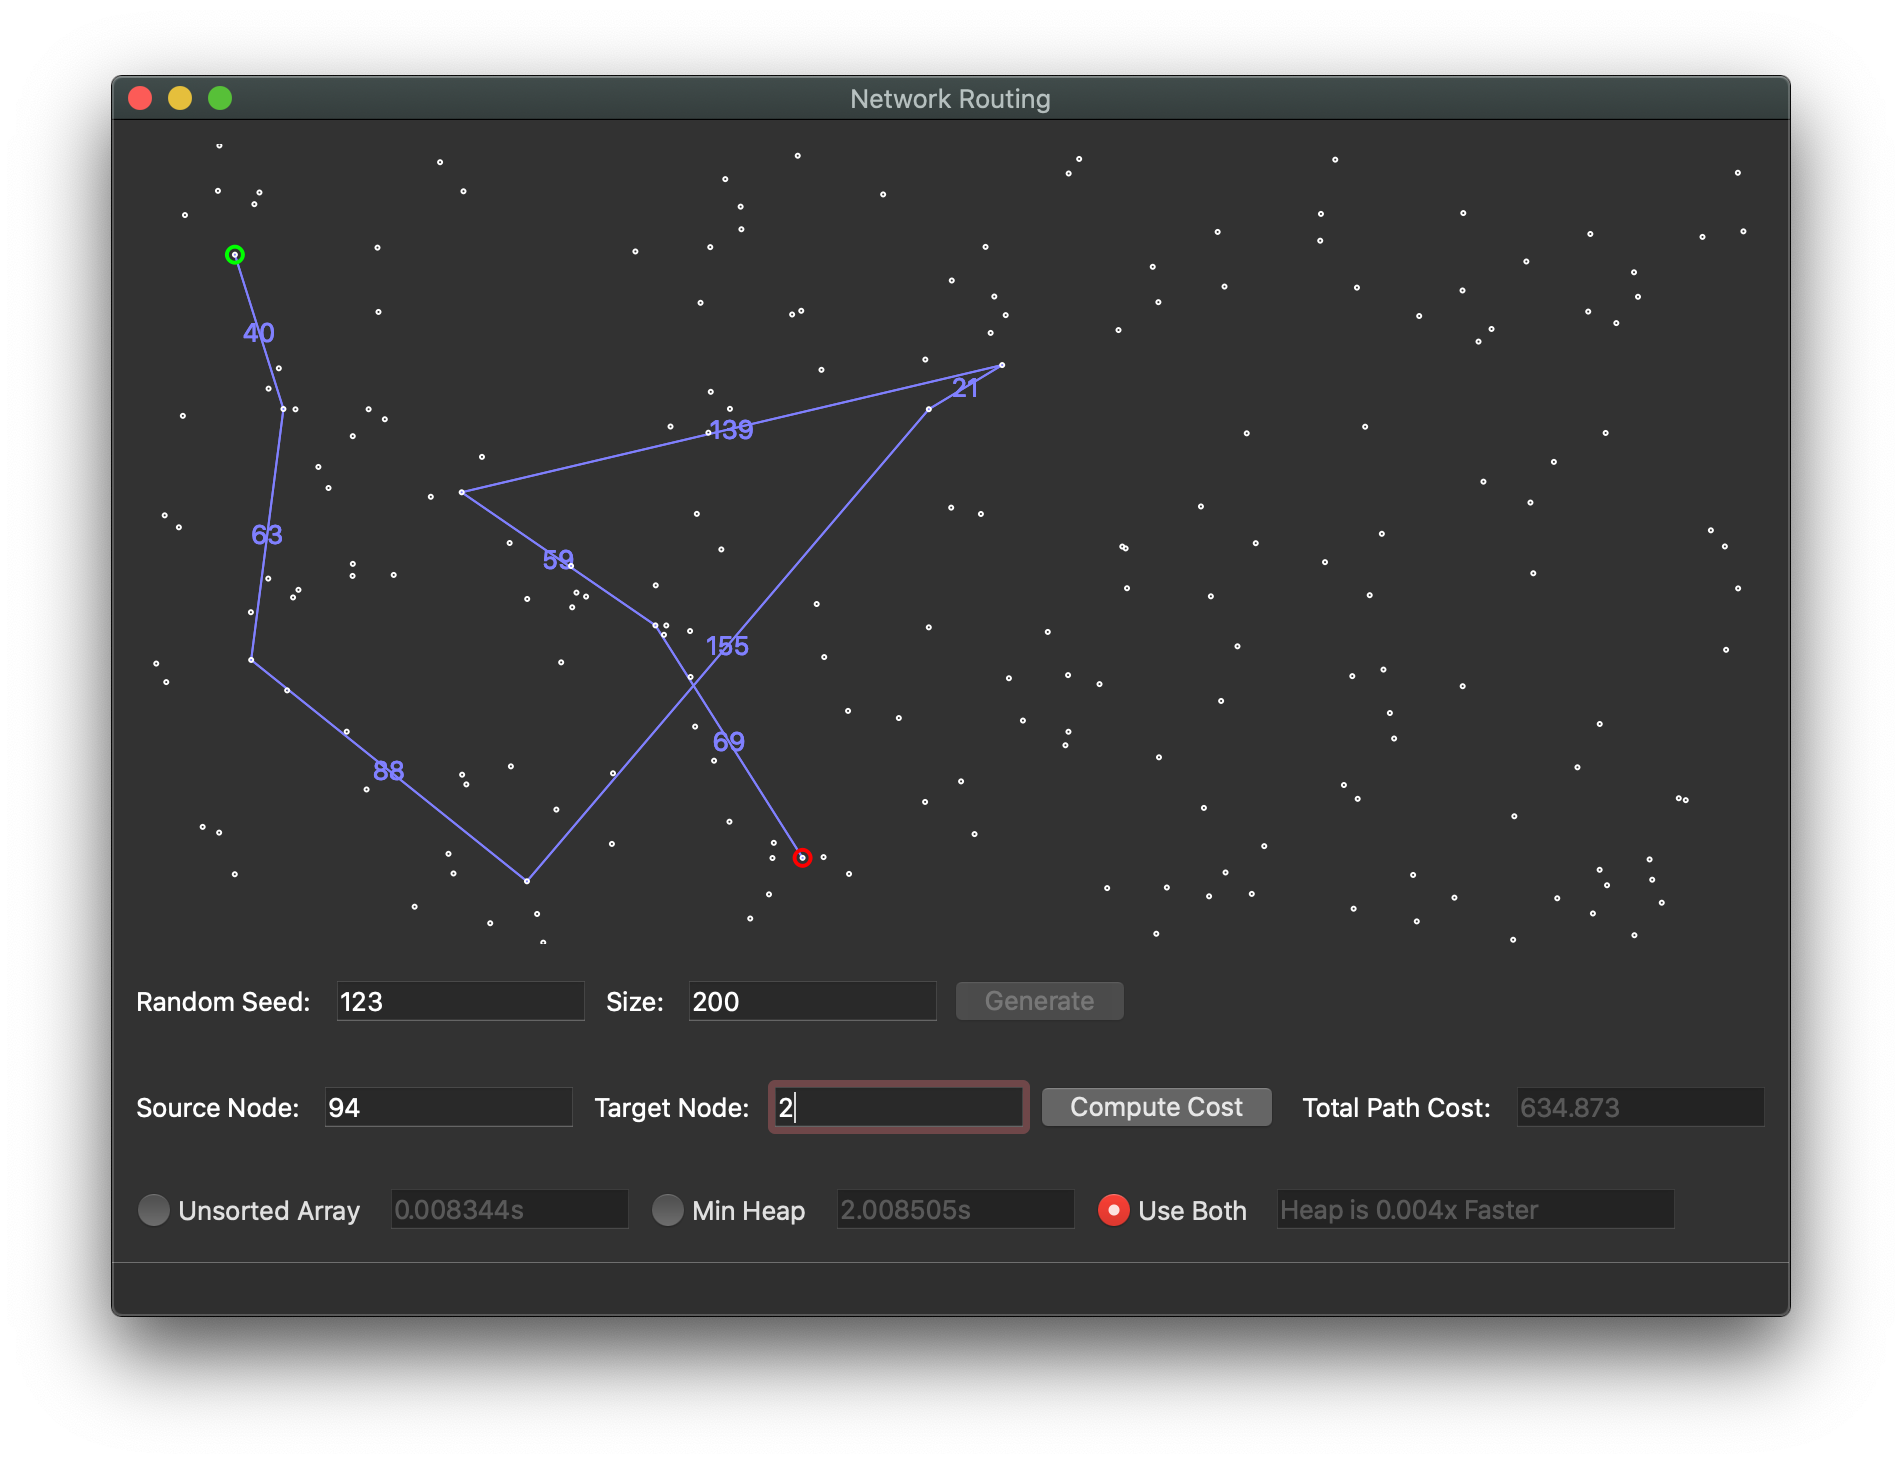 Network Routing
40
21
139
63
59
155
69
88
Random Seed: 123 Size: 200 Generate
Source Node: 94 Target Node: 2 Compute Cost Total Path Cost: 634.873
Unsorted Array 0.008344s Min Heap 2.008505s Use Both Heap is 0.004x Faster